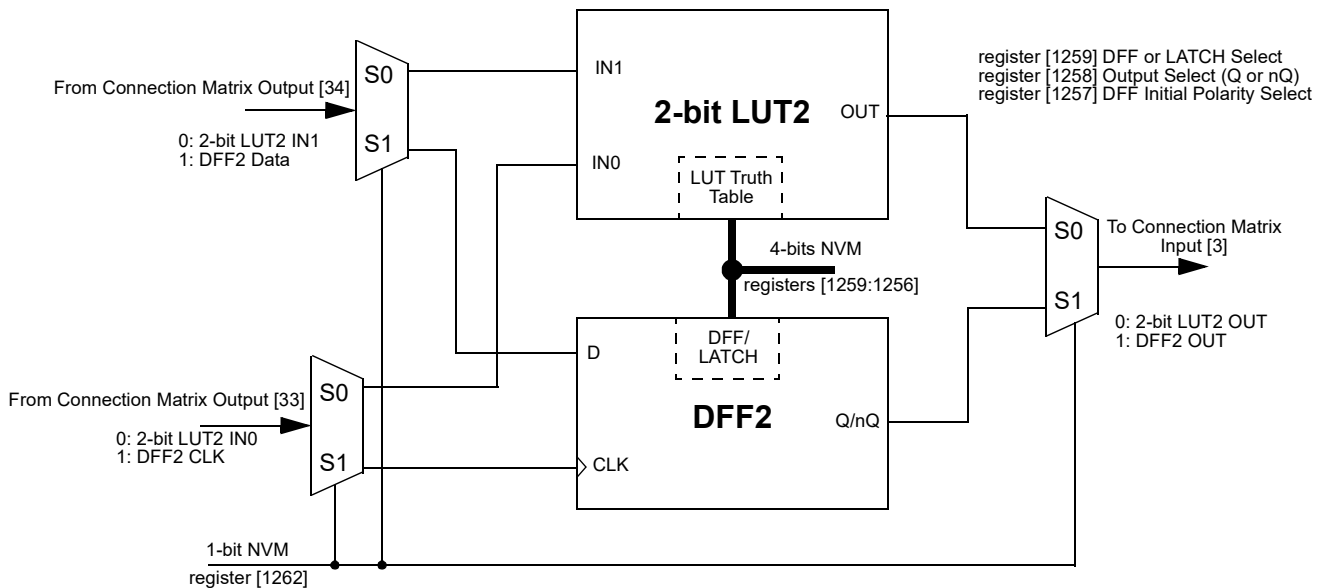 From Connection Matrix Output [34]
0: 2-bit LUT2 IN1
1: DFF2 Data
S0
S1
IN1
IN0
2-bit LUT2
OUT
LUT Truth
Table
register [1259] DFF or LATCH Select
register [1258] Output Select (Q or nQ)
register [1257] DFF Initial Polarity Select
4-bits NVM
registers [1259:1256]
S0
S1
To Connection Matrix
Input [3]
0: 2-bit LUT2 OUT
1: DFF2 OUT
From Connection Matrix Output [33]
0: 2-bit LUT2 IN0
1: DFF2 CLK
S0
S1
D
CLK
DFF/
LATCH
DFF2
Q/nQ
1-bit NVM
register [1262]